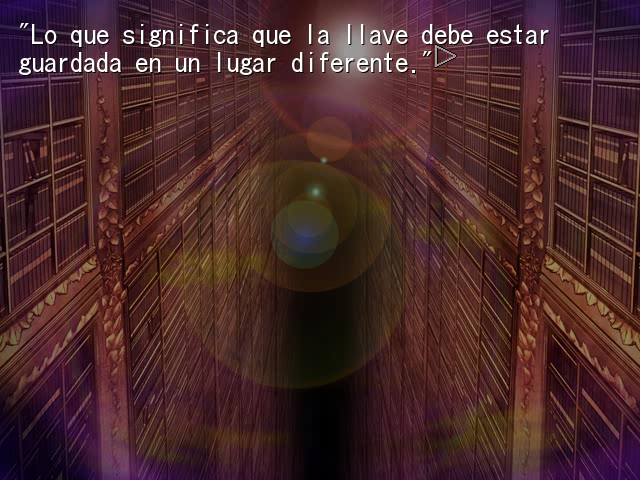 "Lo que significa que la llave debe estar
guardada en un lugar diferente."